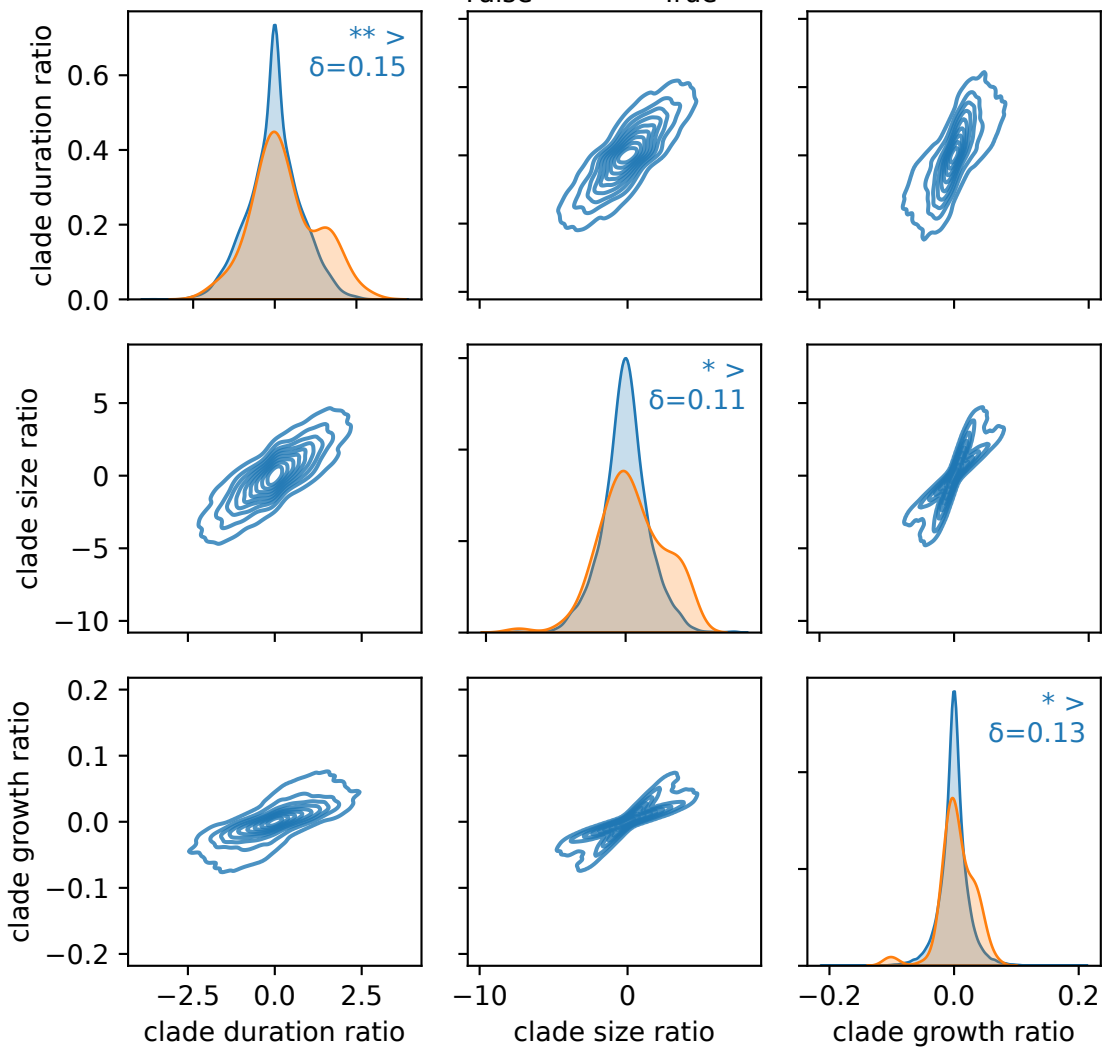 True
clade duration ratio
0.6
0.4
0.2
0.0
** >
δ=0.15
clade size ratio
5
0
−5
−10
* >
δ=0.11
clade growth ratio
0.2
0.1
0.0
−0.1
−0.2
* >
δ=0.13
−2.5 0.0 2.5
−10 0
−0.2 0.0 0.2
clade duration ratio
clade size ratio
clade growth ratio